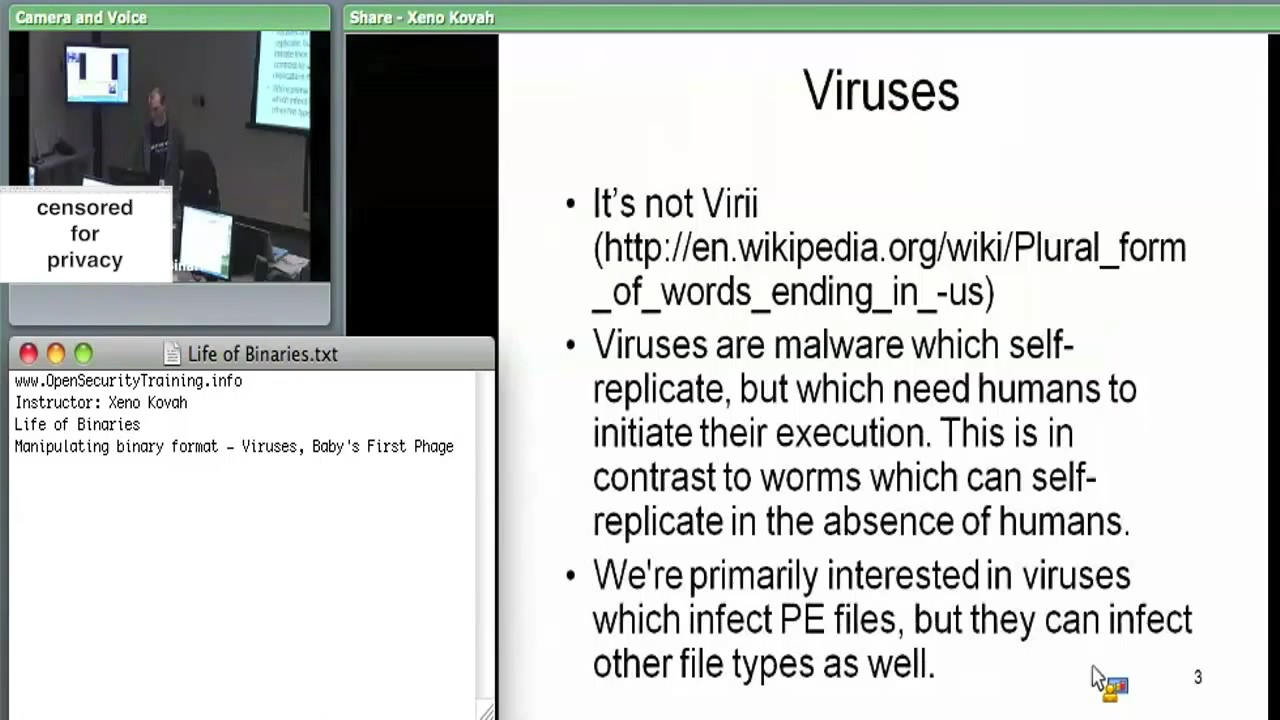 Camera and Voice
Share - Xeno Kovah
censored
for
privacy
Life of Binaries.txt
www.OpenSecurityTraining.info
Instructor: Xeno Kovah
Life of Binaries
Manipulating binary format – Viruses, Baby's First Phage
Viruses
• It's not Virii
(http://en.wikipedia.org/wiki/Plural_form
_of_words_ending_in_-us)
• Viruses are malware which self-
replicate, but which need humans to
initiate their execution. This is in
contrast to worms which can self-
replicate in the absence of humans.
• We're primarily interested in viruses
which infect PE files, but they can infect
other file types as well.
3